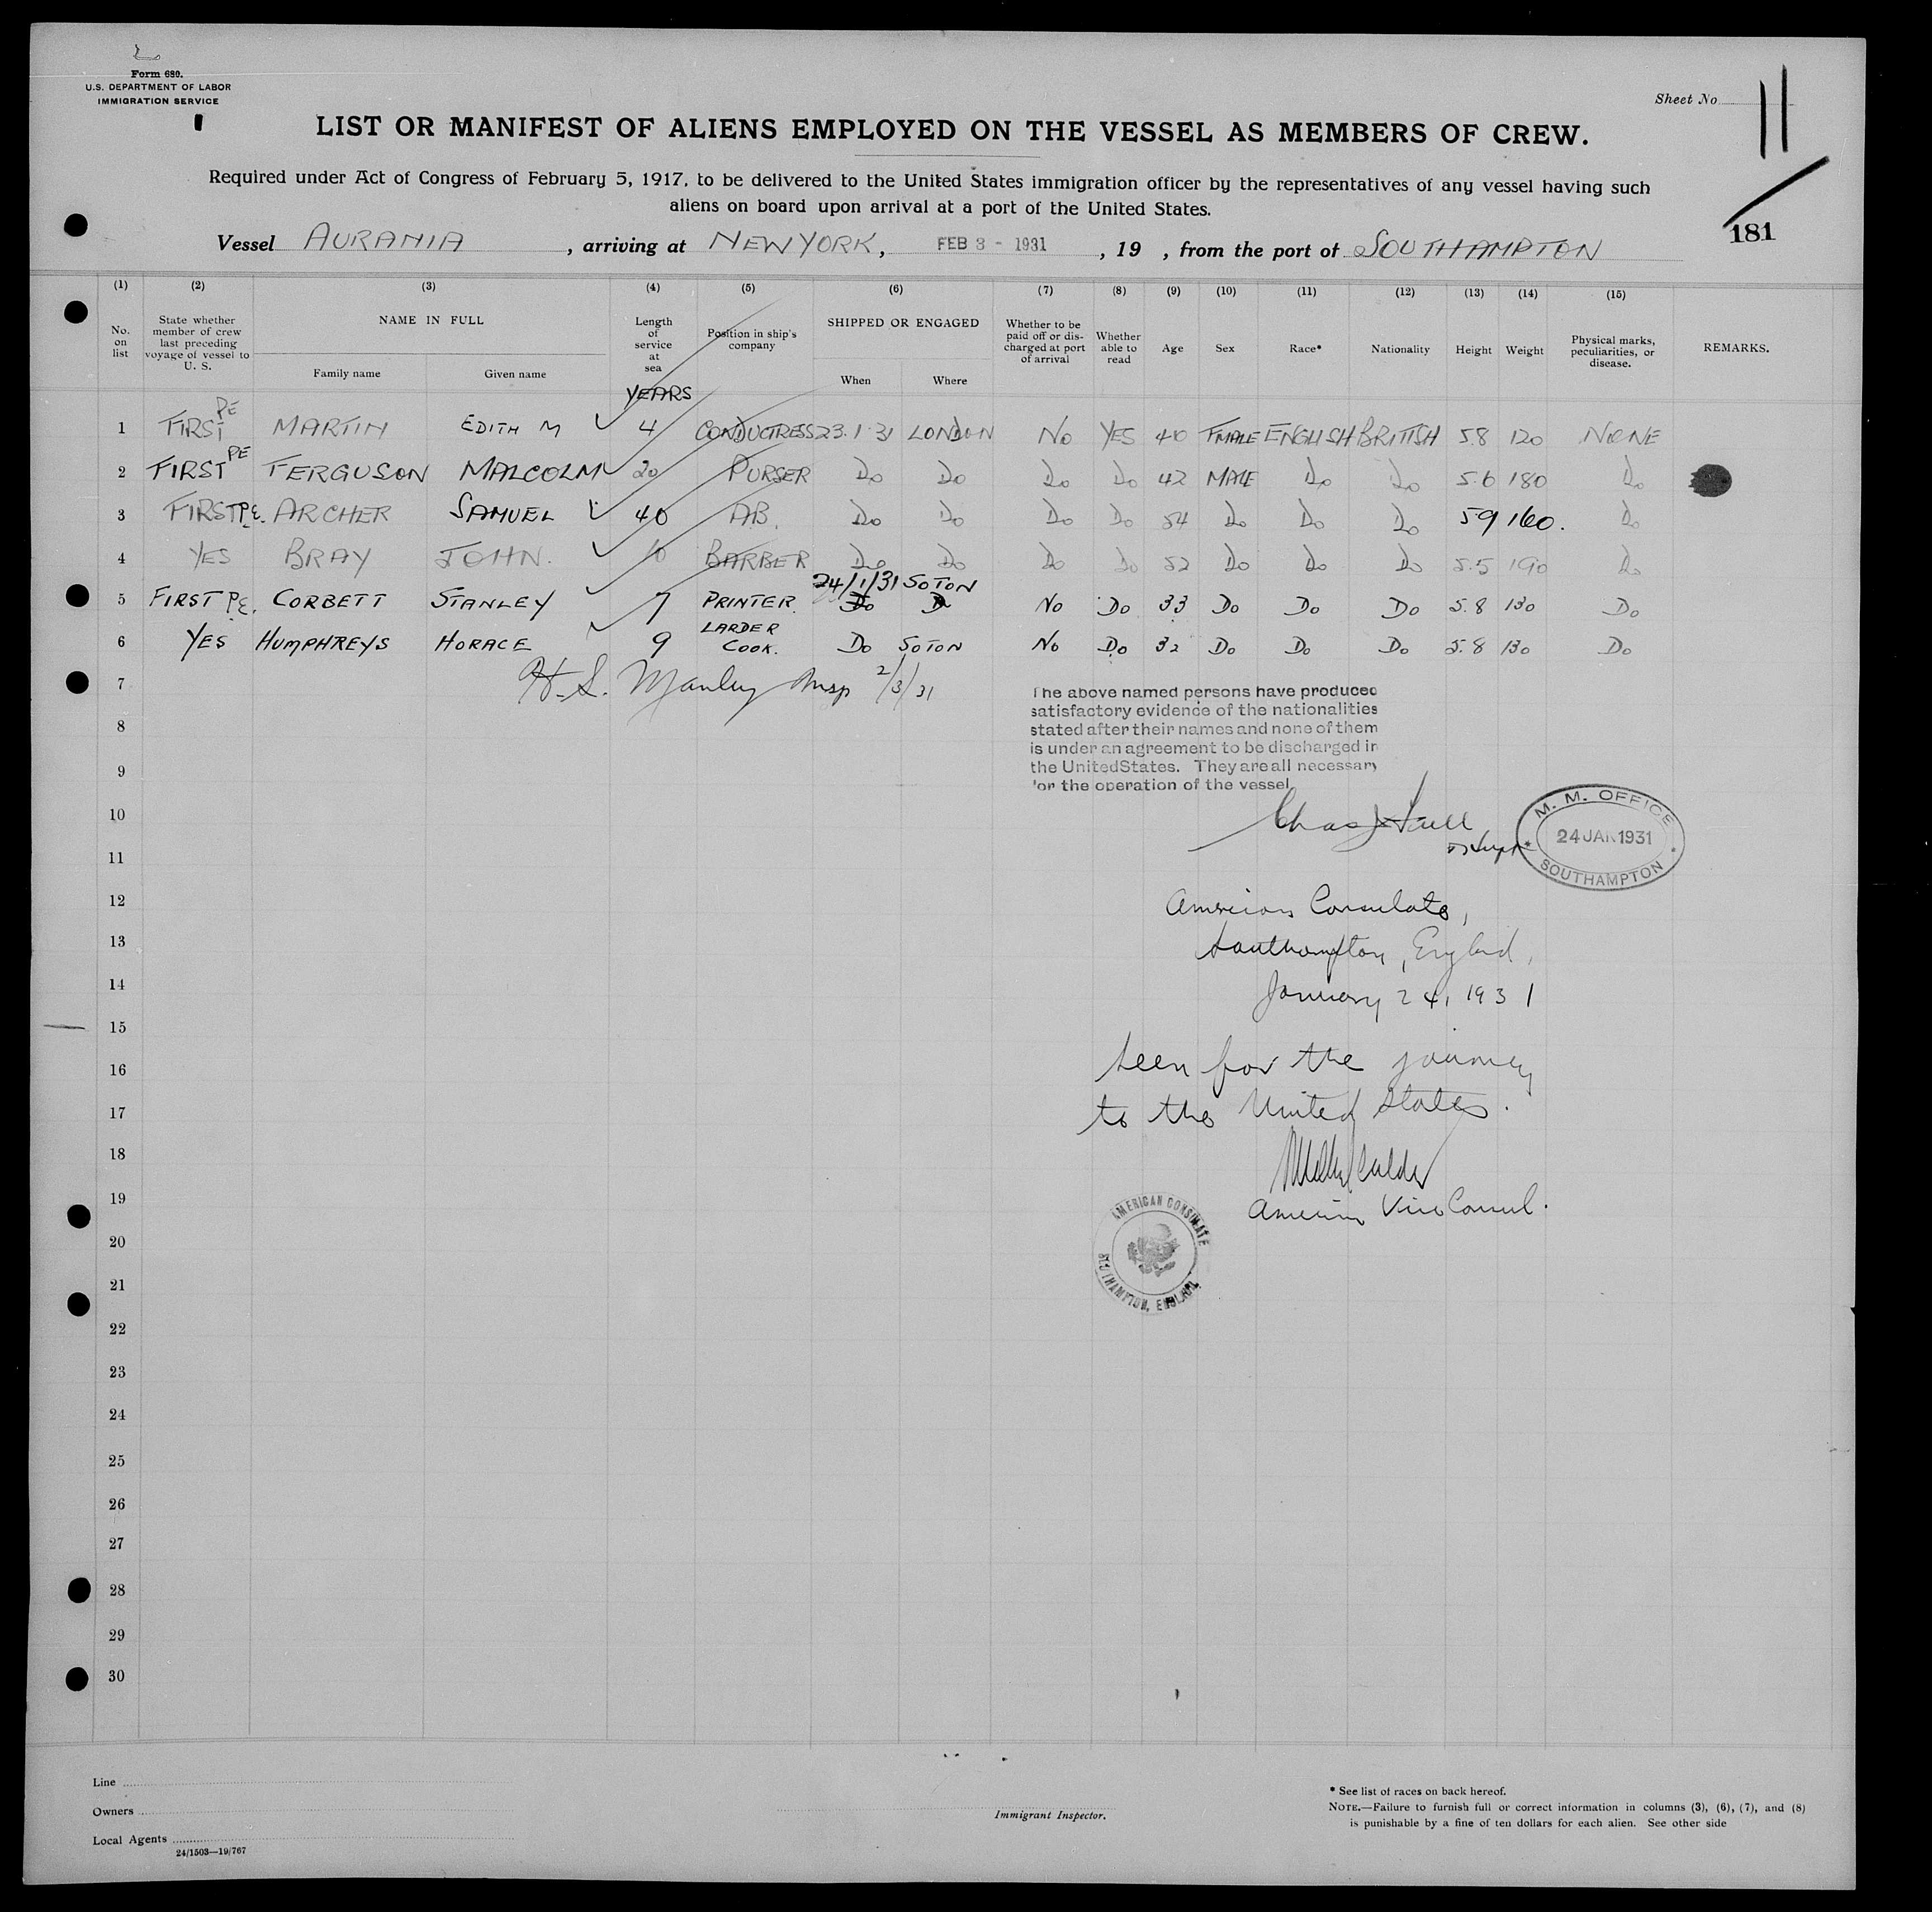 Form 680.
U.S. DEPARTMENT OF LABOR
IMMIGRATION SERVICE
Sheet No. 11
LIST OR MANIFEST OF ALIENS EMPLOYED ON THE VESSEL AS MEMBERS OF CREW.
Required under Act of Congress of February 5, 1917, to be delivered to the United States immigration officer by the representatives of any vessel having such
aliens on board upon arrival at a port of the United States.
181
Vessel AURANIA, arriving at NEW YORK, FEB 3 - 1931, 19 , from the port of SOUTHAMPTON
(1) (2) (3) (4) (5) (6) (7) (8) (9) (10) (11) (12) (13) (14) (15)
No. on list
State whether member of crew last preceding voyage of vessel to U. S.
NAME IN FULL
Family name
Given name
Length of service at sea
YEARS
Position in ship's company
SHIPPED OR ENGAGED
When
Where
Whether to be paid off or discharged at port of arrival
Whether able to read
Age
Sex
Race*
Nationality
Height
Weight
Physical marks, peculiarities, or disease.
REMARKS.
1 FIRST PE MARTIN EDITH M 4 CONDUCTRESS 23.1.31 LONDON NO YES 40 FMALE ENGLISH BRITISH 5.8 120 NONE
2 FIRST PE FERGUSON MALCOLM 20 PURSER Do Do Do Do 42 MALE Do Do 5.6 180 Do
3 FIRST P.E. ARCHER SAMUEL 40 AB. Do Do Do Do 54 Do Do Do 5 9 160. Do
4 YES BRAY JOHN. 10 BARBER Do Do Do Do 52 Do Do Do 5.5 190 Do
24/1/31 SOTON
5 FIRST P.E. CORBETT STANLEY 7 PRINTER. Do Do No Do 33 Do Do Do 5.8 130 Do
6 YES HUMPHREYS HORACE 9 LARDER COOK. Do SOTON No Do 32 Do Do Do 5.8 130 Do
7 H. S. Manley Insp 2/3/31
The above named persons have produced
satisfactory evidence of the nationalities
stated after their names and none of them
is under an agreement to be discharged in
the United States. They are all necessary
for the operation of the vessel
8
9
10
M. M. OFFICE
24 JAN 1931
SOUTHAMPTON
11
12 American Consulate,
13 Southampton, England,
14 January 24, 1931
15
16 Seen for the journey
17 to the United States.
18
19 American Vice Consul.
AMERICAN CONSULATE
SOUTHAMPTON, ENGLAND.
20
21
22
23
24
25
26
27
28
29
30
Line
Owners
Local Agents
24/1503—19/767
Immigrant Inspector.
* See list of races on back hereof.
NOTE.—Failure to furnish full or correct information in columns (3), (6), (7), and (8)
is punishable by a fine of ten dollars for each alien. See other side